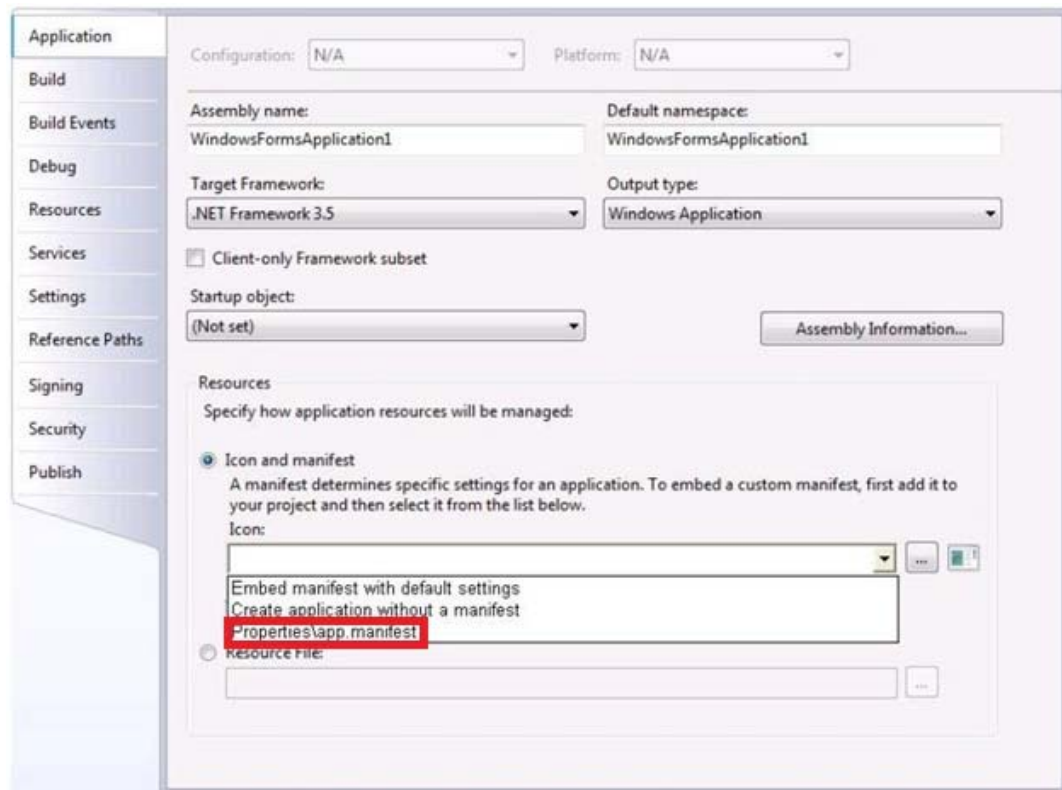 Application
Build
Build Events
Debug
Resources
Services
Settings
Reference Paths
Signing
Security
Publish
Configuration: N/A Platform: N/A
Assembly name: Default namespace:
WindowsFormsApplication1 WindowsFormsApplication1
Target Framework: Output type:
.NET Framework 3.5 Windows Application
Client-only Framework subset
Startup object:
(Not set) Assembly Information...
Resources
Specify how application resources will be managed:
Icon and manifest
A manifest determines specific settings for an application. To embed a custom manifest, first add it to
your project and then select it from the list below.
Icon:
...
Embed manifest with default settings
Create application without a manifest
Properties\app.manifest
Resource File:
...